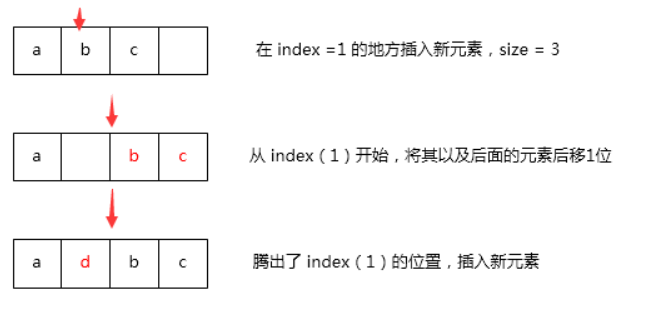 a b c
在 index =1 的地方插入新元素，size = 3
a b c
从 index（1）开始，将其以及后面的元素后移1位
a d b c
腾出了 index（1）的位置，插入新元素